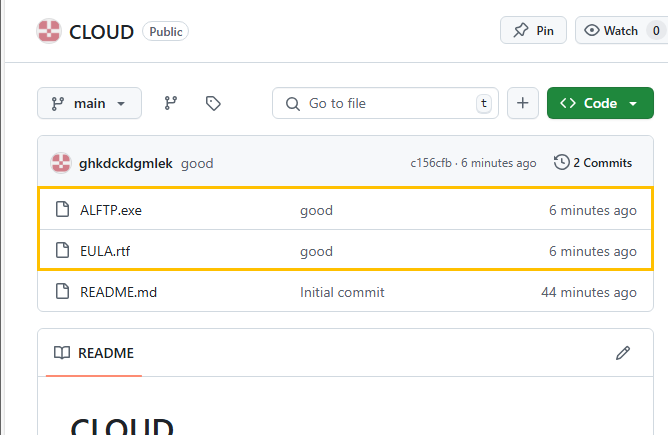 CLOUD Public Pin Watch 0
main Go to file t + Code
ghkdckdgmlek good c156cfb · 6 minutes ago 2 Commits
ALFTP.exe good 6 minutes ago
EULA.rtf good 6 minutes ago
README.md Initial commit 44 minutes ago
README
CLOUD